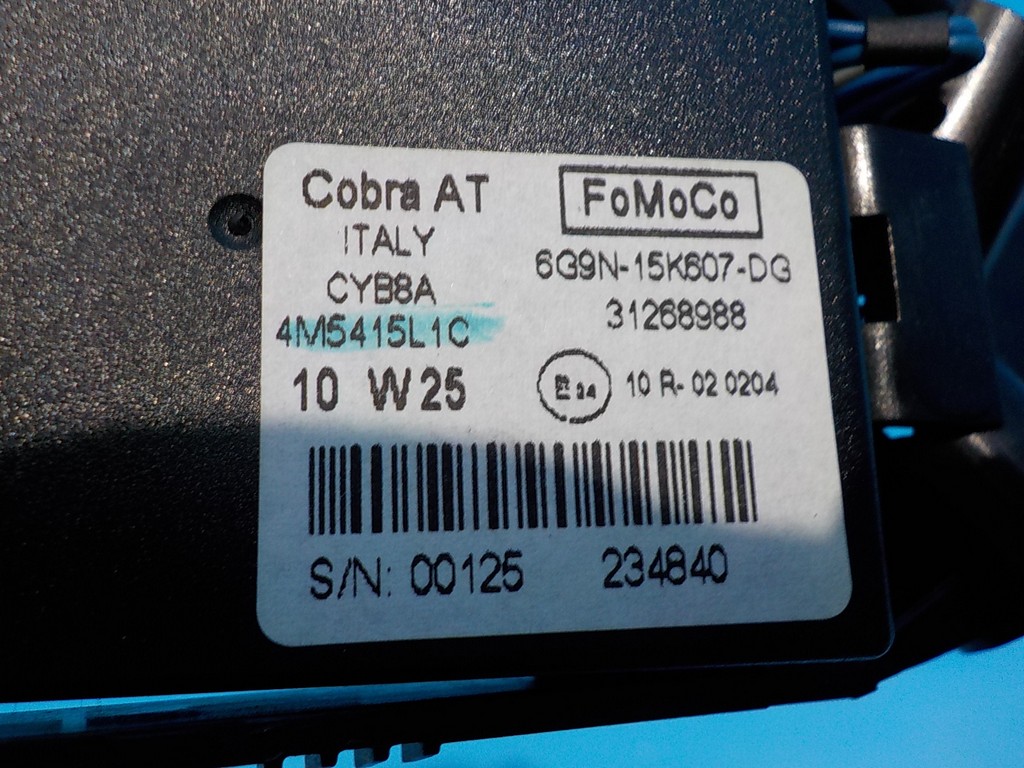 Cobra AT
ITALY
CYB8A
4M5415L1C
10 W25
FoMoCo
6G9N-15K607-DG
31268988
E24 10 R- 02 0204
S/N: 00125 234840